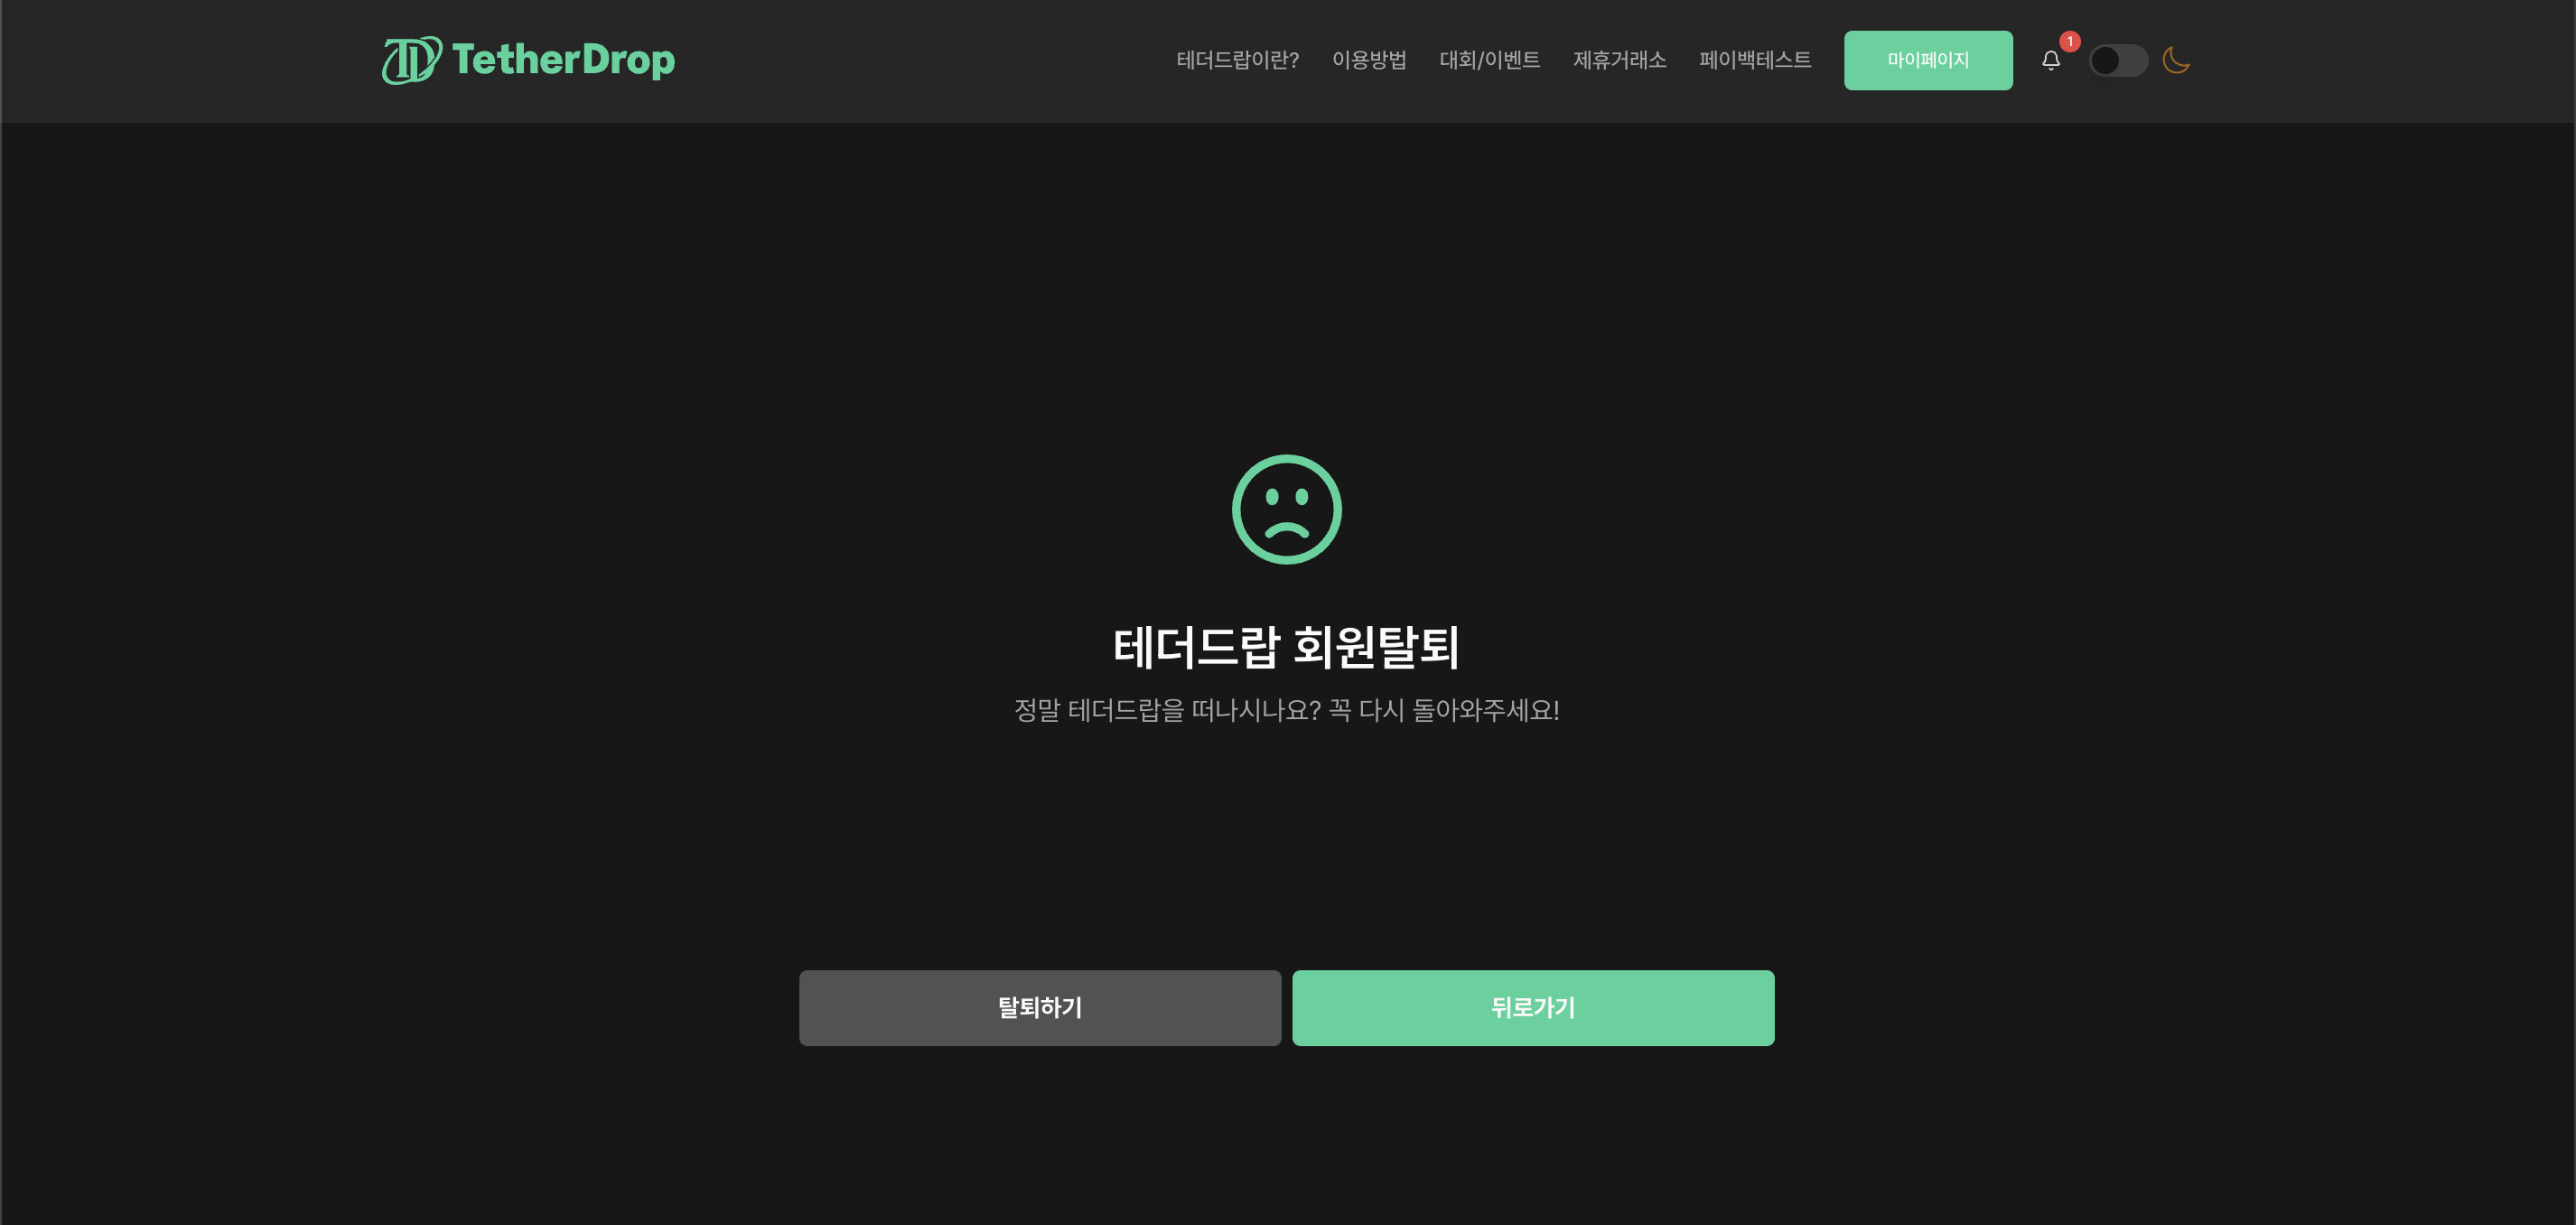 TetherDrop
테더드랍이란? 이용방법 대회/이벤트 제휴거래소 페이백테스트 마이페이지 1
테더드랍 회원탈퇴
정말 테더드랍을 떠나시나요? 꼭 다시 돌아와주세요!
탈퇴하기 뒤로가기